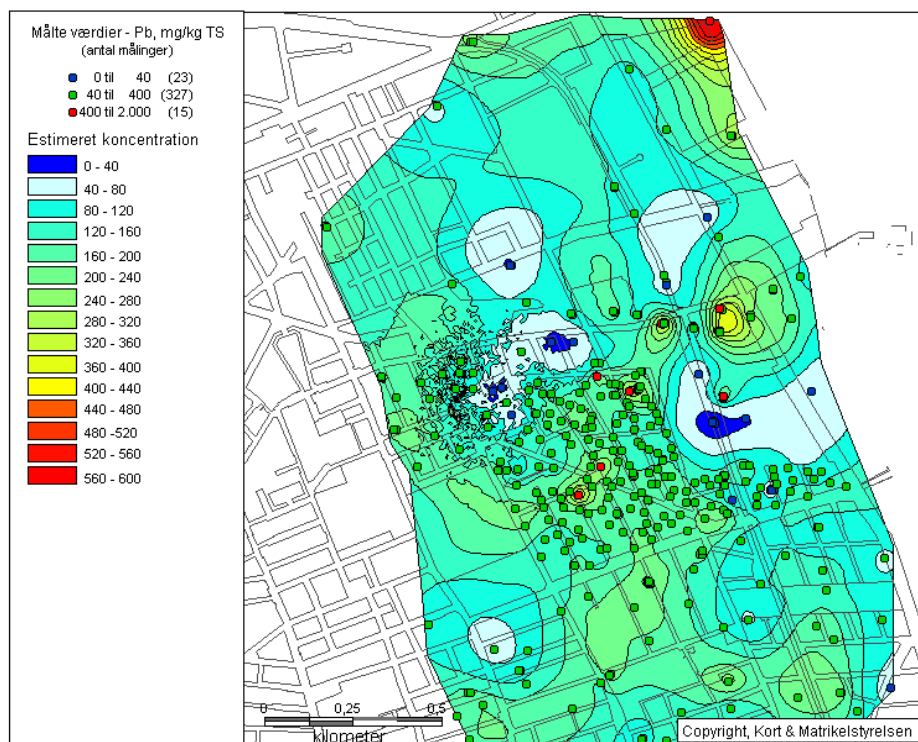 Målte værdier - Pb, mg/kg TS
(antal målinger)
0 til 40 (23)
40 til 400 (327)
400 til 2.000 (15)
Estimeret koncentration
0 - 40
40 - 80
80 - 120
120 - 160
160 - 200
200 - 240
240 - 280
280 - 320
320 - 360
360 - 400
400 - 440
440 - 480
480 -520
520 - 560
560 - 600
0 0,25 0,5
kilometer
Copyright, Kort & Matrikelstyrelsen